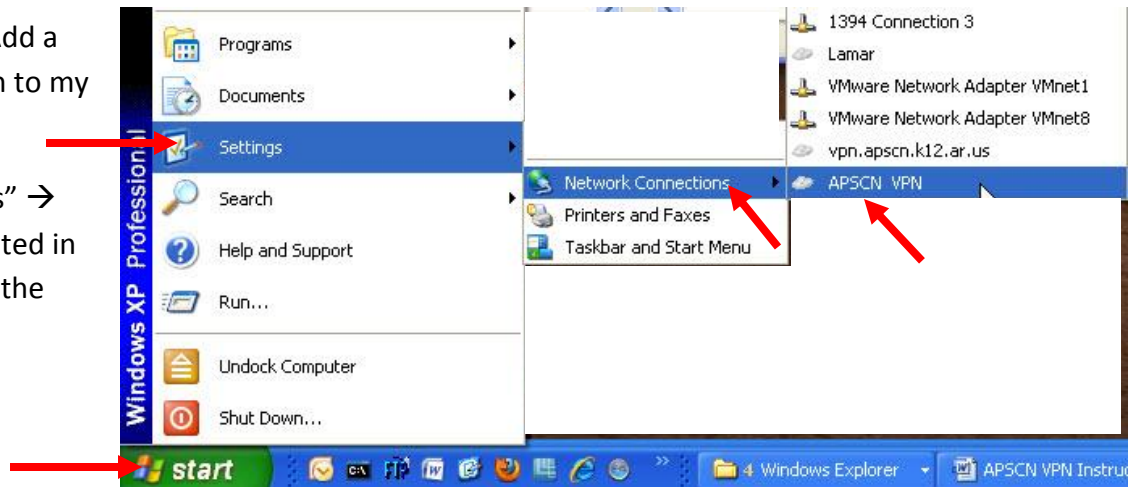 dd a
n to my
s” →
ted in
the
Windows XP Professional
Programs
Documents
Settings
Search
Help and Support
Run...
Undock Computer
Shut Down...
Network Connections
Printers and Faxes
Taskbar and Start Menu
1394 Connection 3
Lamar
VMware Network Adapter VMnet1
VMware Network Adapter VMnet8
vpn.apscn.k12.ar.us
APSCN VPN
start
C:\
FTP
W
»
4 Windows Explorer
APSCN VPN Instruc